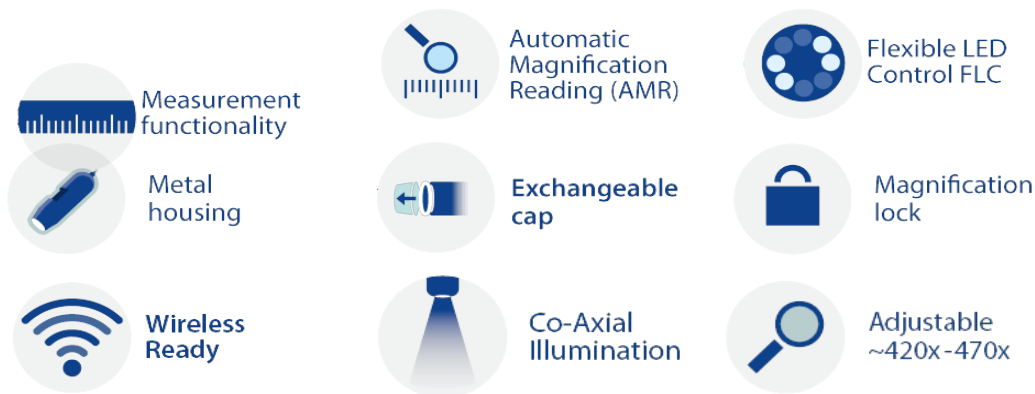 Measurement
functionality
Automatic
Magnification
Reading (AMR)
Flexible LED
Control FLC
Metal
housing
Exchangeable
cap
Magnification
lock
Wireless
Ready
Co-Axial
Illumination
Adjustable
~420x-470x